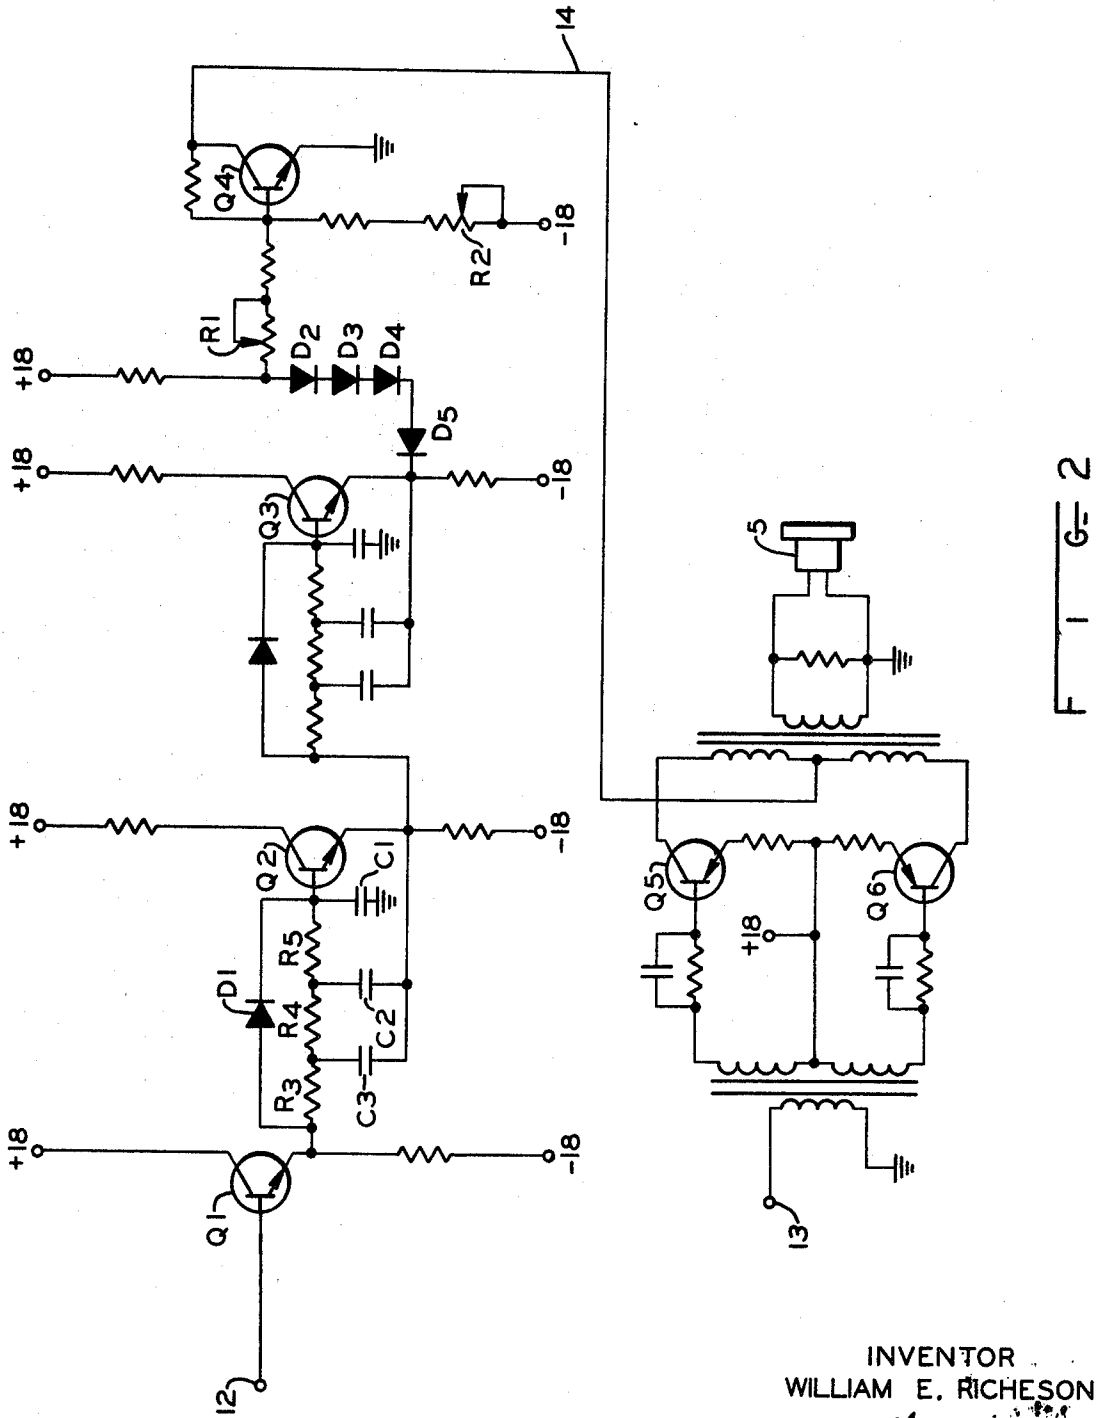 14
Q4
R2
-18
R1
+18
D2
D3
D4
D5
+18
Q3
-18
+18
Q2
-18
C1
D1
R5
R4
R3
C2
C3
+18
Q1
-18
12
5
Q5
Q6
+18
13
FIG-2
INVENTOR
WILLIAM E. RICHESON